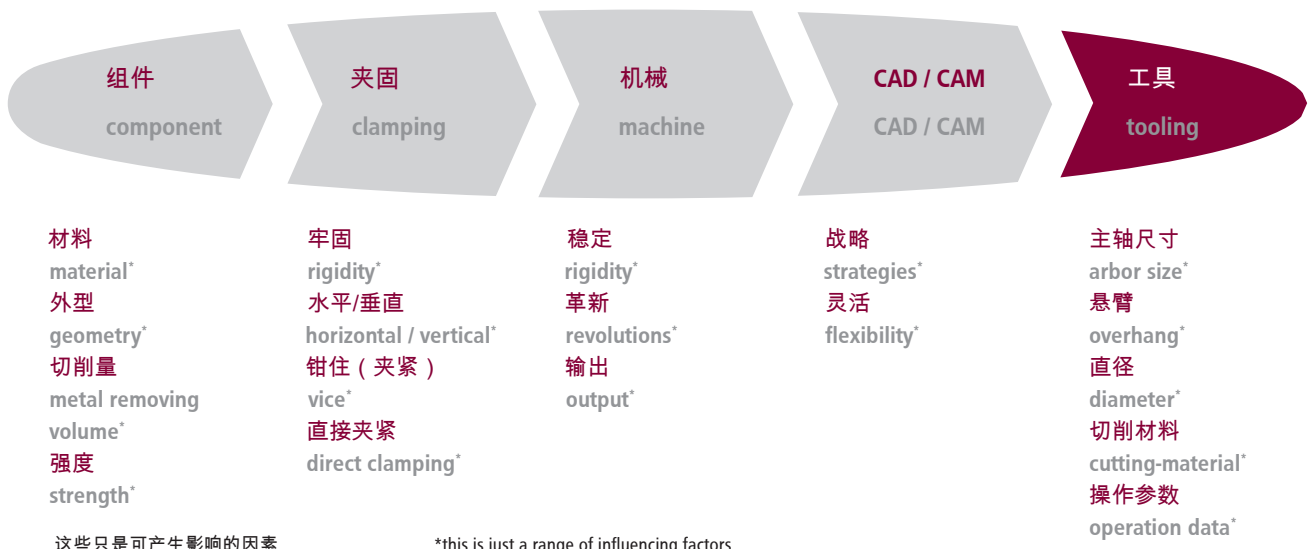 组件
component
夹固
clamping
机械
machine
CAD / CAM
CAD / CAM
工具
tooling
材料
material*
外型
geometry*
切削量
metal removing
volume*
强度
strength*
牢固
rigidity*
水平/垂直
horizontal / vertical*
钳住（夹紧）
vice*
直接夹紧
direct clamping*
稳定
rigidity*
革新
revolutions*
输出
output*
战略
strategies*
灵活
flexibility*
主轴尺寸
arbor size*
悬臂
overhang*
直径
diameter*
切削材料
cutting-material*
操作参数
operation data*
这些只是可产生影响的因素
*this is just a range of influencing factors